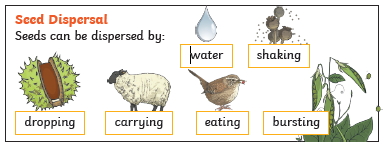 Seed Dispersal
Seeds can be dispersed by:
water shaking
dropping carrying eating bursting